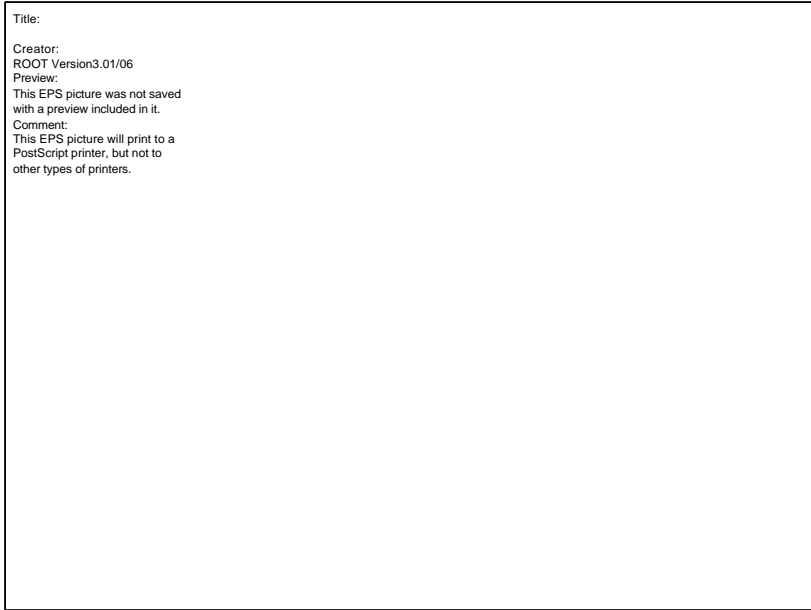 Title:
Creator:
ROOT Version3.01/06
Preview:
This EPS picture was not saved
with a preview included in it.
Comment:
This EPS picture will print to a
PostScript printer, but not to
other types of printers.